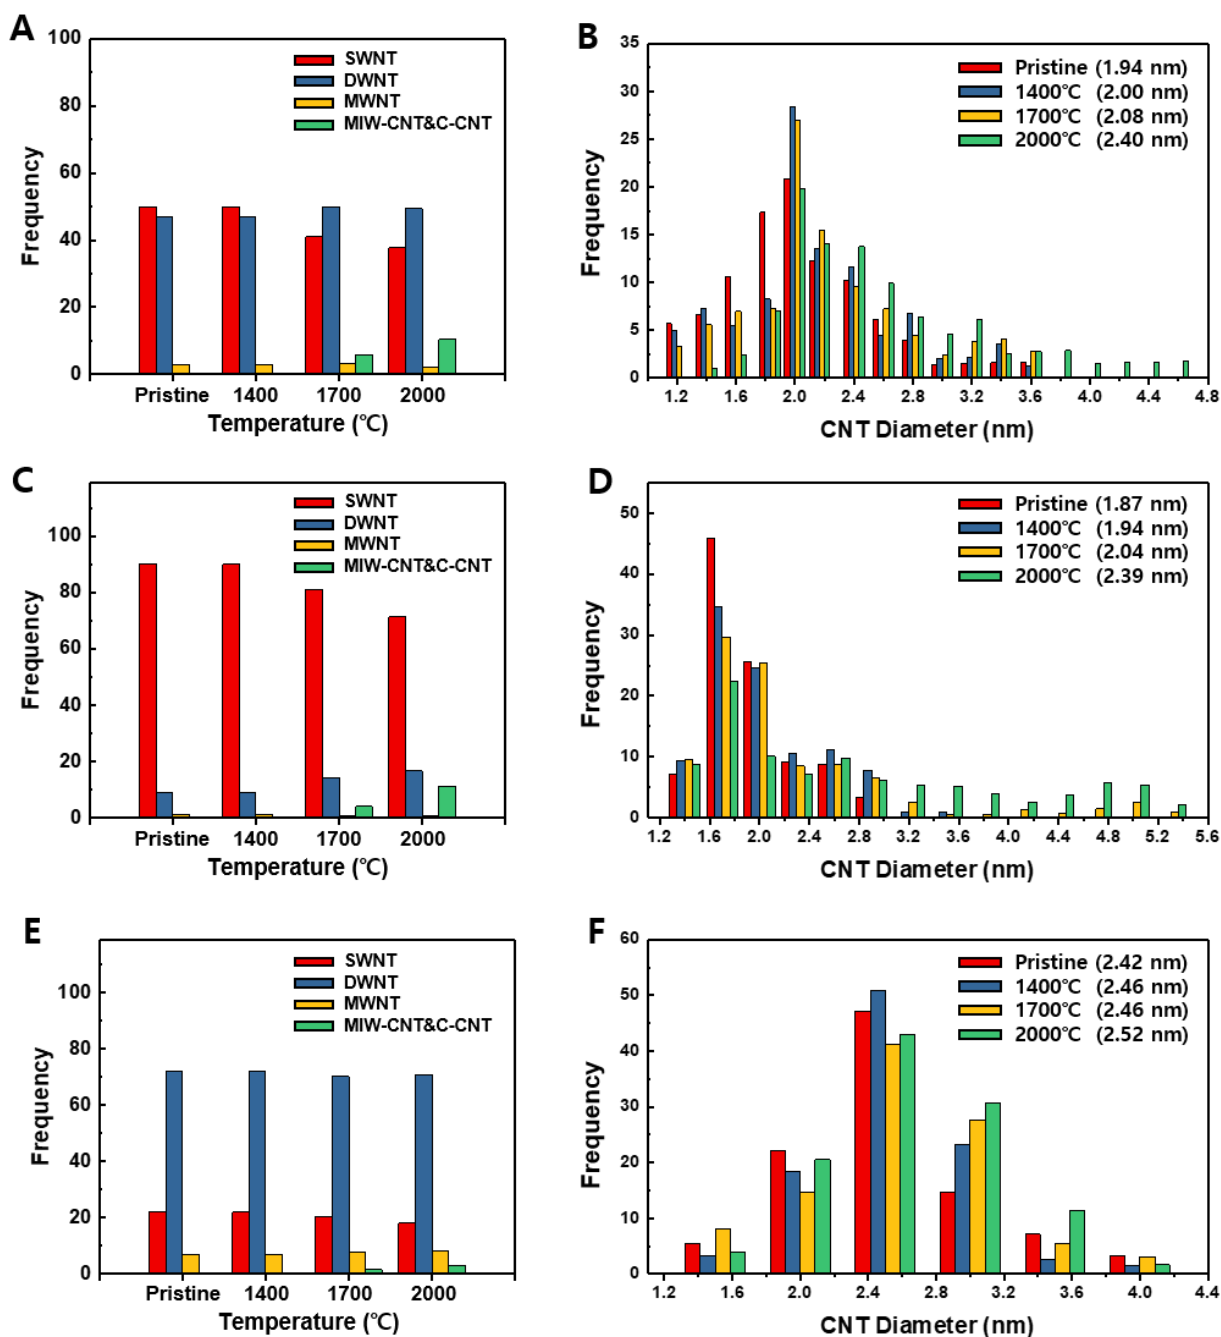 A
SWNT
DWNT
MWNT
MIW-CNT&C-CNT
100
80
60
40
20
0
Frequency
Pristine 1400 1700 2000
Temperature (℃)
B
Pristine (1.94 nm)
1400℃ (2.00 nm)
1700℃ (2.08 nm)
2000℃ (2.40 nm)
35
30
25
20
15
10
5
0
Frequency
1.2 1.6 2.0 2.4 2.8 3.2 3.6 4.0 4.4 4.8
CNT Diameter (nm)
C
SWNT
DWNT
MWNT
MIW-CNT&C-CNT
100
80
60
40
20
0
Frequency
Pristine 1400 1700 2000
Temperature (℃)
D
Pristine (1.87 nm)
1400℃ (1.94 nm)
1700℃ (2.04 nm)
2000℃ (2.39 nm)
50
40
30
20
10
0
Frequency
1.2 1.6 2.0 2.4 2.8 3.2 3.6 4.0 4.4 4.8 5.2 5.6
CNT Diameter (nm)
E
SWNT
DWNT
MWNT
MIW-CNT&C-CNT
100
80
60
40
20
0
Frequency
Pristine 1400 1700 2000
Temperature (℃)
F
Pristine (2.42 nm)
1400℃ (2.46 nm)
1700℃ (2.46 nm)
2000℃ (2.52 nm)
60
50
40
30
20
10
0
Frequency
1.2 1.6 2.0 2.4 2.8 3.2 3.6 4.0 4.4
CNT Diameter (nm)